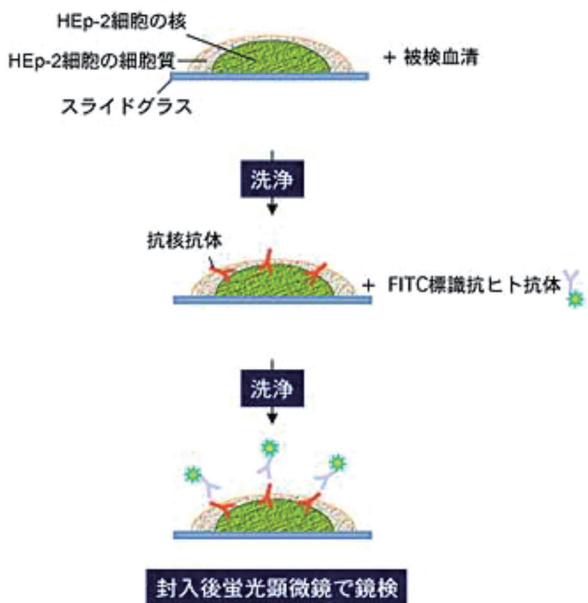 HEp-2細胞の核
HEp-2細胞の細胞質
+ 被検血清
スライドグラス
洗浄
抗核抗体
+ FITC標識抗ヒト抗体
洗浄
封入後蛍光顕微鏡で鏡検